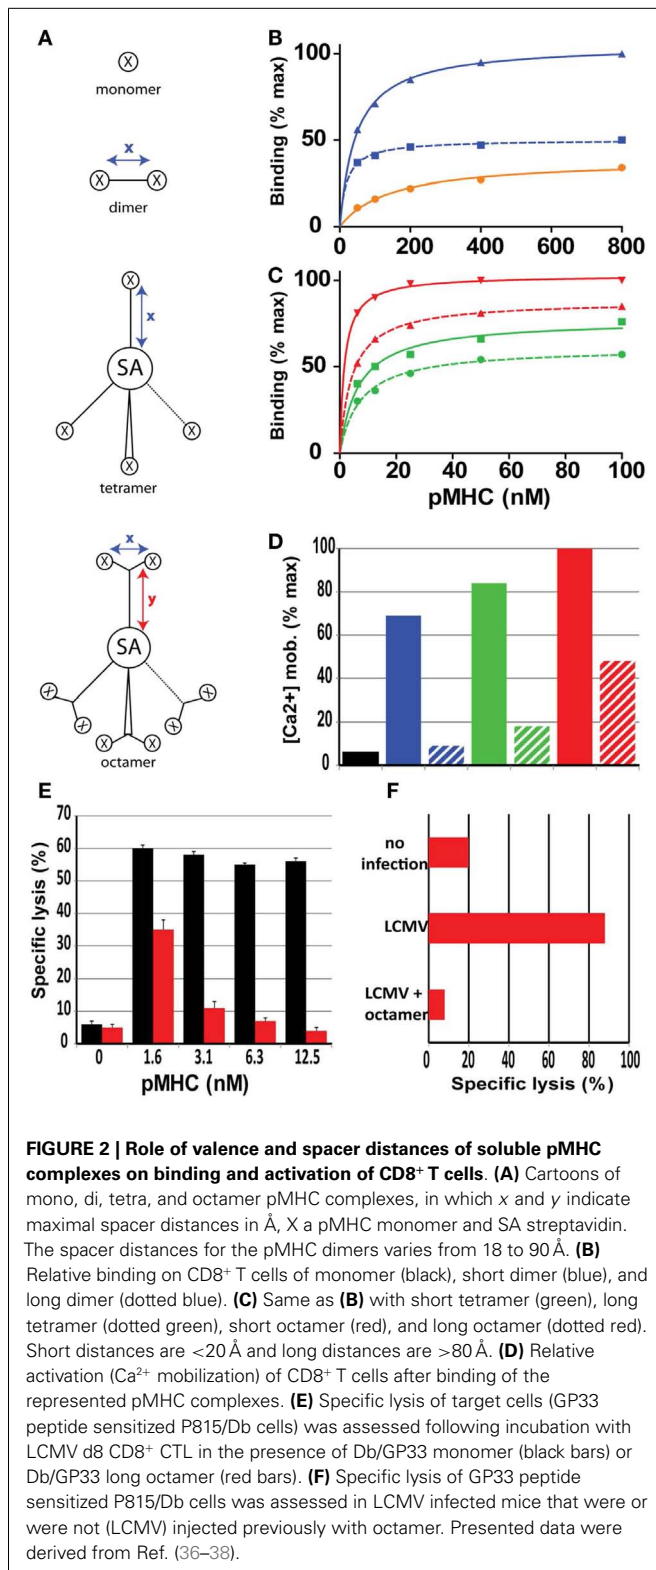 A
X
monomer
x
X X
dimer
X
x
SA
X X
X
tetramer
x
X X
y
SA
X X
X X
X X
octamer
B
Binding (% max)
100
50
0
0 200 400 600 800
C
Binding (% max)
100
50
0
0 20 40 60 80 100
pMHC (nM)
D
[Ca2+] mob. (% max)
100
80
60
40
20
0
E
Specific lysis (%)
70
60
50
40
30
20
10
0
0 1.6 3.1 6.3 12.5
pMHC (nM)
F
no
infection
LCMV
LCMV +
octamer
0 20 40 60 80 100
Specific lysis (%)
FIGURE 2 | Role of valence and spacer distances of soluble pMHC
complexes on binding and activation of CD8⁺ T cells. (A) Cartoons of
mono, di, tetra, and octamer pMHC complexes, in which x and y indicate
maximal spacer distances in Å, X a pMHC monomer and SA streptavidin.
The spacer distances for the pMHC dimers varies from 18 to 90 Å. (B)
Relative binding on CD8⁺ T cells of monomer (black), short dimer (blue), and
long dimer (dotted blue). (C) Same as (B) with short tetramer (green), long
tetramer (dotted green), short octamer (red), and long octamer (dotted red).
Short distances are <20 Å and long distances are >80 Å. (D) Relative
activation (Ca²⁺ mobilization) of CD8⁺ T cells after binding of the
represented pMHC complexes. (E) Specific lysis of target cells (GP33
peptide sensitized P815/Db cells) was assessed following incubation with
LCMV d8 CD8⁺ CTL in the presence of Db/GP33 monomer (black bars) or
Db/GP33 long octamer (red bars). (F) Specific lysis of GP33 peptide
sensitized P815/Db cells was assessed in LCMV infected mice that were or
were not (LCMV) injected previously with octamer. Presented data were
derived from Ref. (36–38).